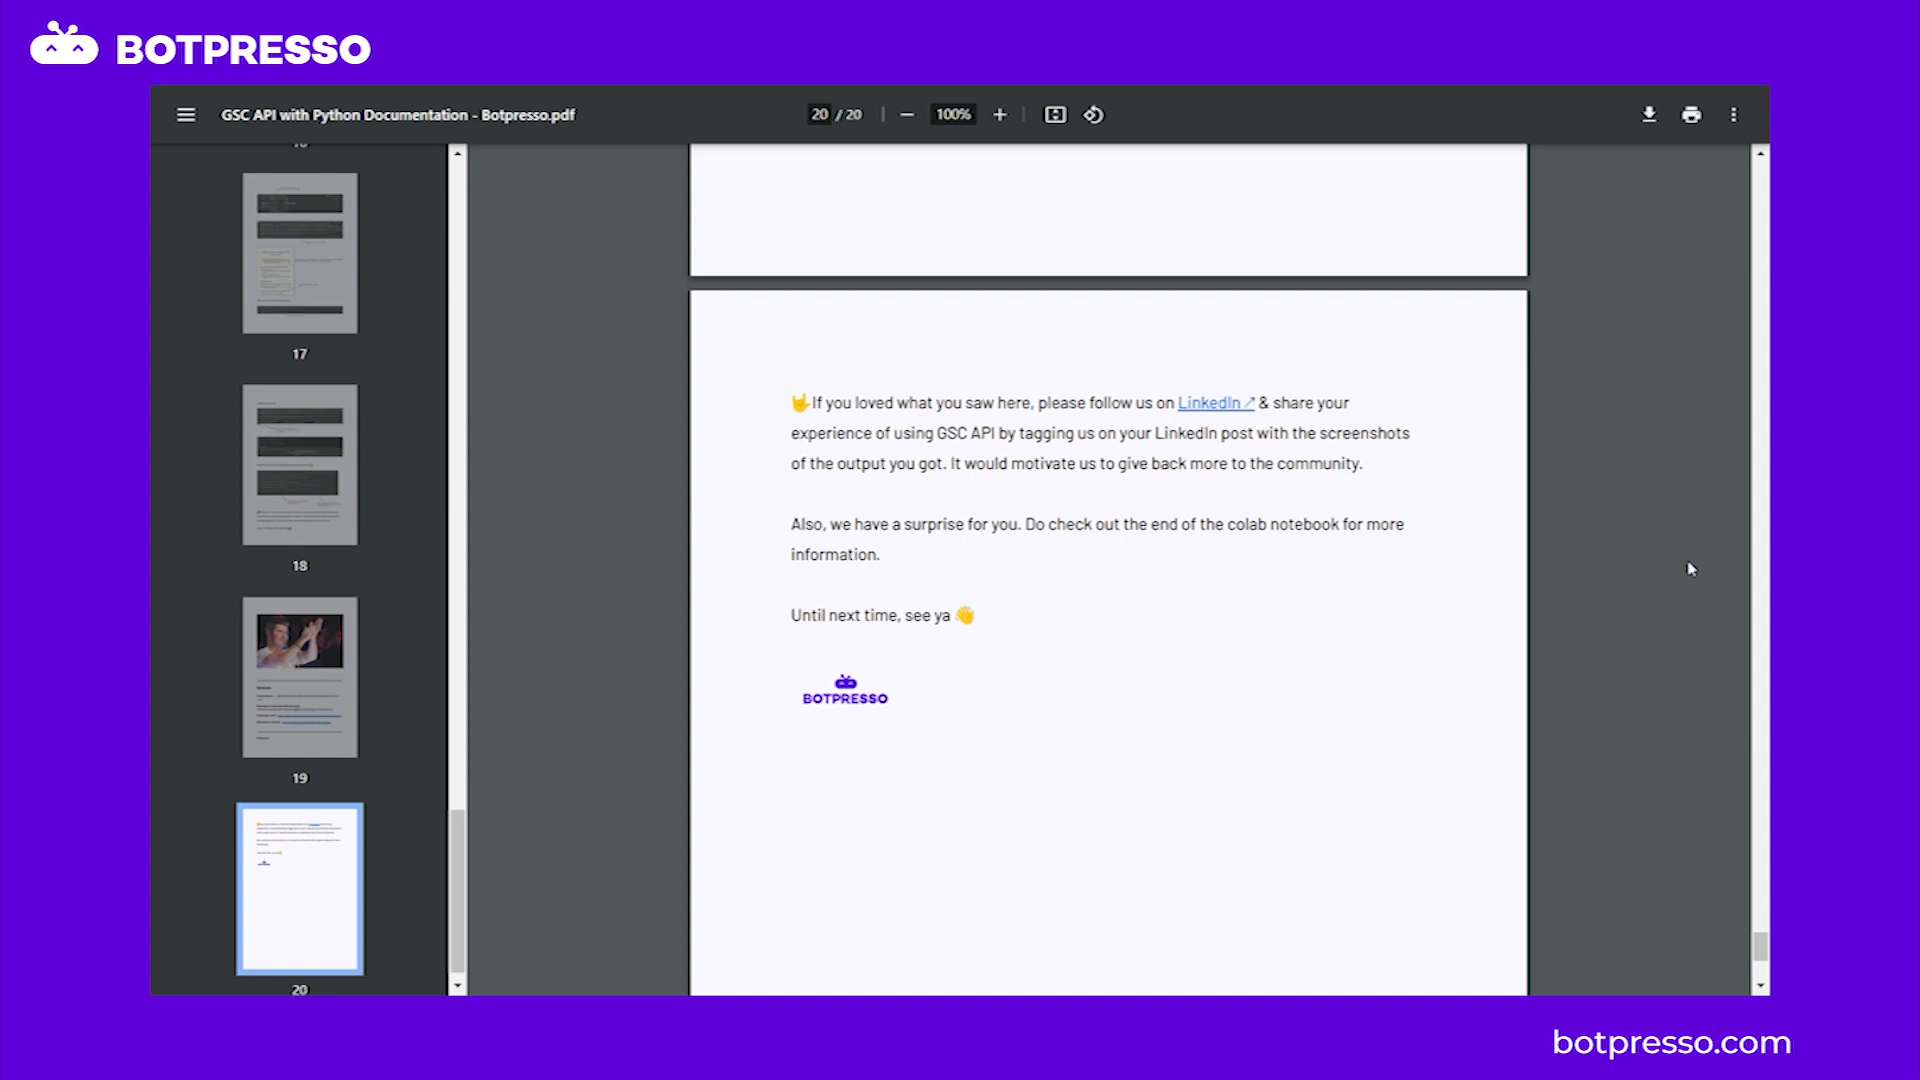 BOTPRESSO
GSC API with Python Documentation - Botpresso.pdf
20 / 20
100%
17
18
19
20
🤟If you loved what you saw here, please follow us on LinkedIn↗ & share your
experience of using GSC API by tagging us on your LinkedIn post with the screenshots
of the output you got. It would motivate us to give back more to the community.
Also, we have a surprise for you. Do check out the end of the colab notebook for more
information.
Until next time, see ya 👋
BOTPRESSO
botpresso.com